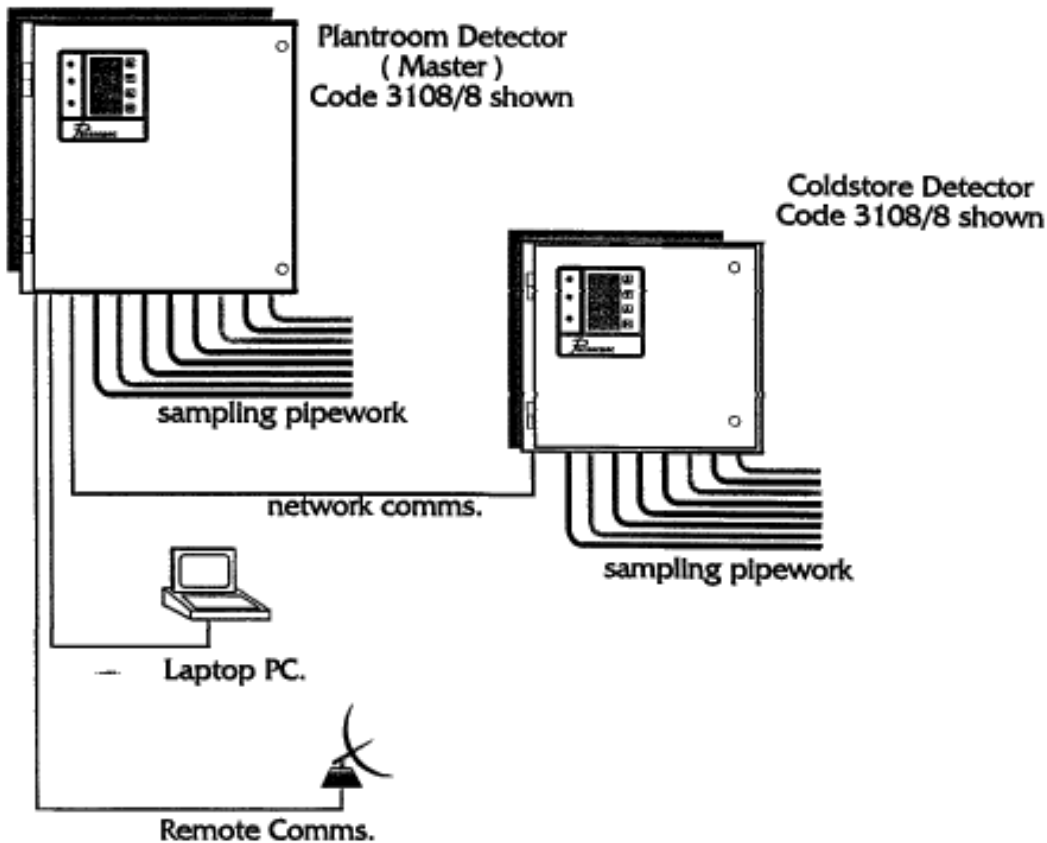 Plantroom Detector
( Master )
Code 3108/8 shown
Coldstore Detector
Code 3108/8 shown
sampling pipework
network comms.
sampling pipework
Laptop PC.
Remote Comms.